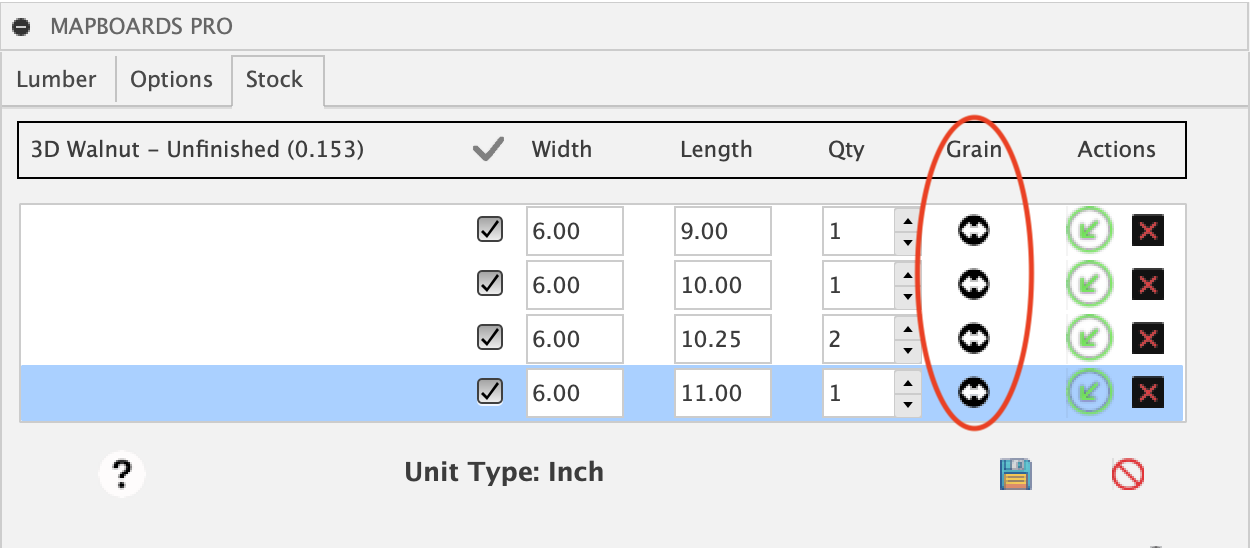 MAPBOARDS PRO
Lumber Options Stock
3D Walnut - Unfinished (0.153) Width Length Qty Grain Actions
6.00 9.00 1
6.00 10.00 1
6.00 10.25 2
6.00 11.00 1
? Unit Type: Inch